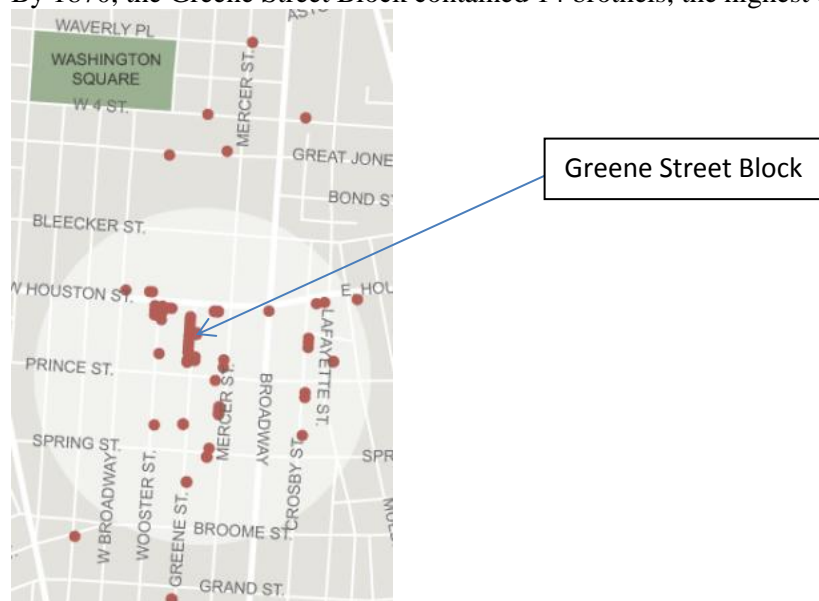 By 1870, the Greene Street Block contained 14 brothels, the highest
WAVERLY PL
WASHINGTON
SQUARE
W 4 ST.
MERCER ST.
GREAT JONE
BOND S
BLEECKER ST.
Greene Street Block
W HOUSTON ST.
E. HOU
LAFAYETTE ST.
PRINCE ST.
MERCER ST.
BROADWAY
SPRING ST.
SPR
W BROADWAY
WOOSTER ST.
GREENE ST.
CROSBY ST.
BROOME ST.
GRAND ST.